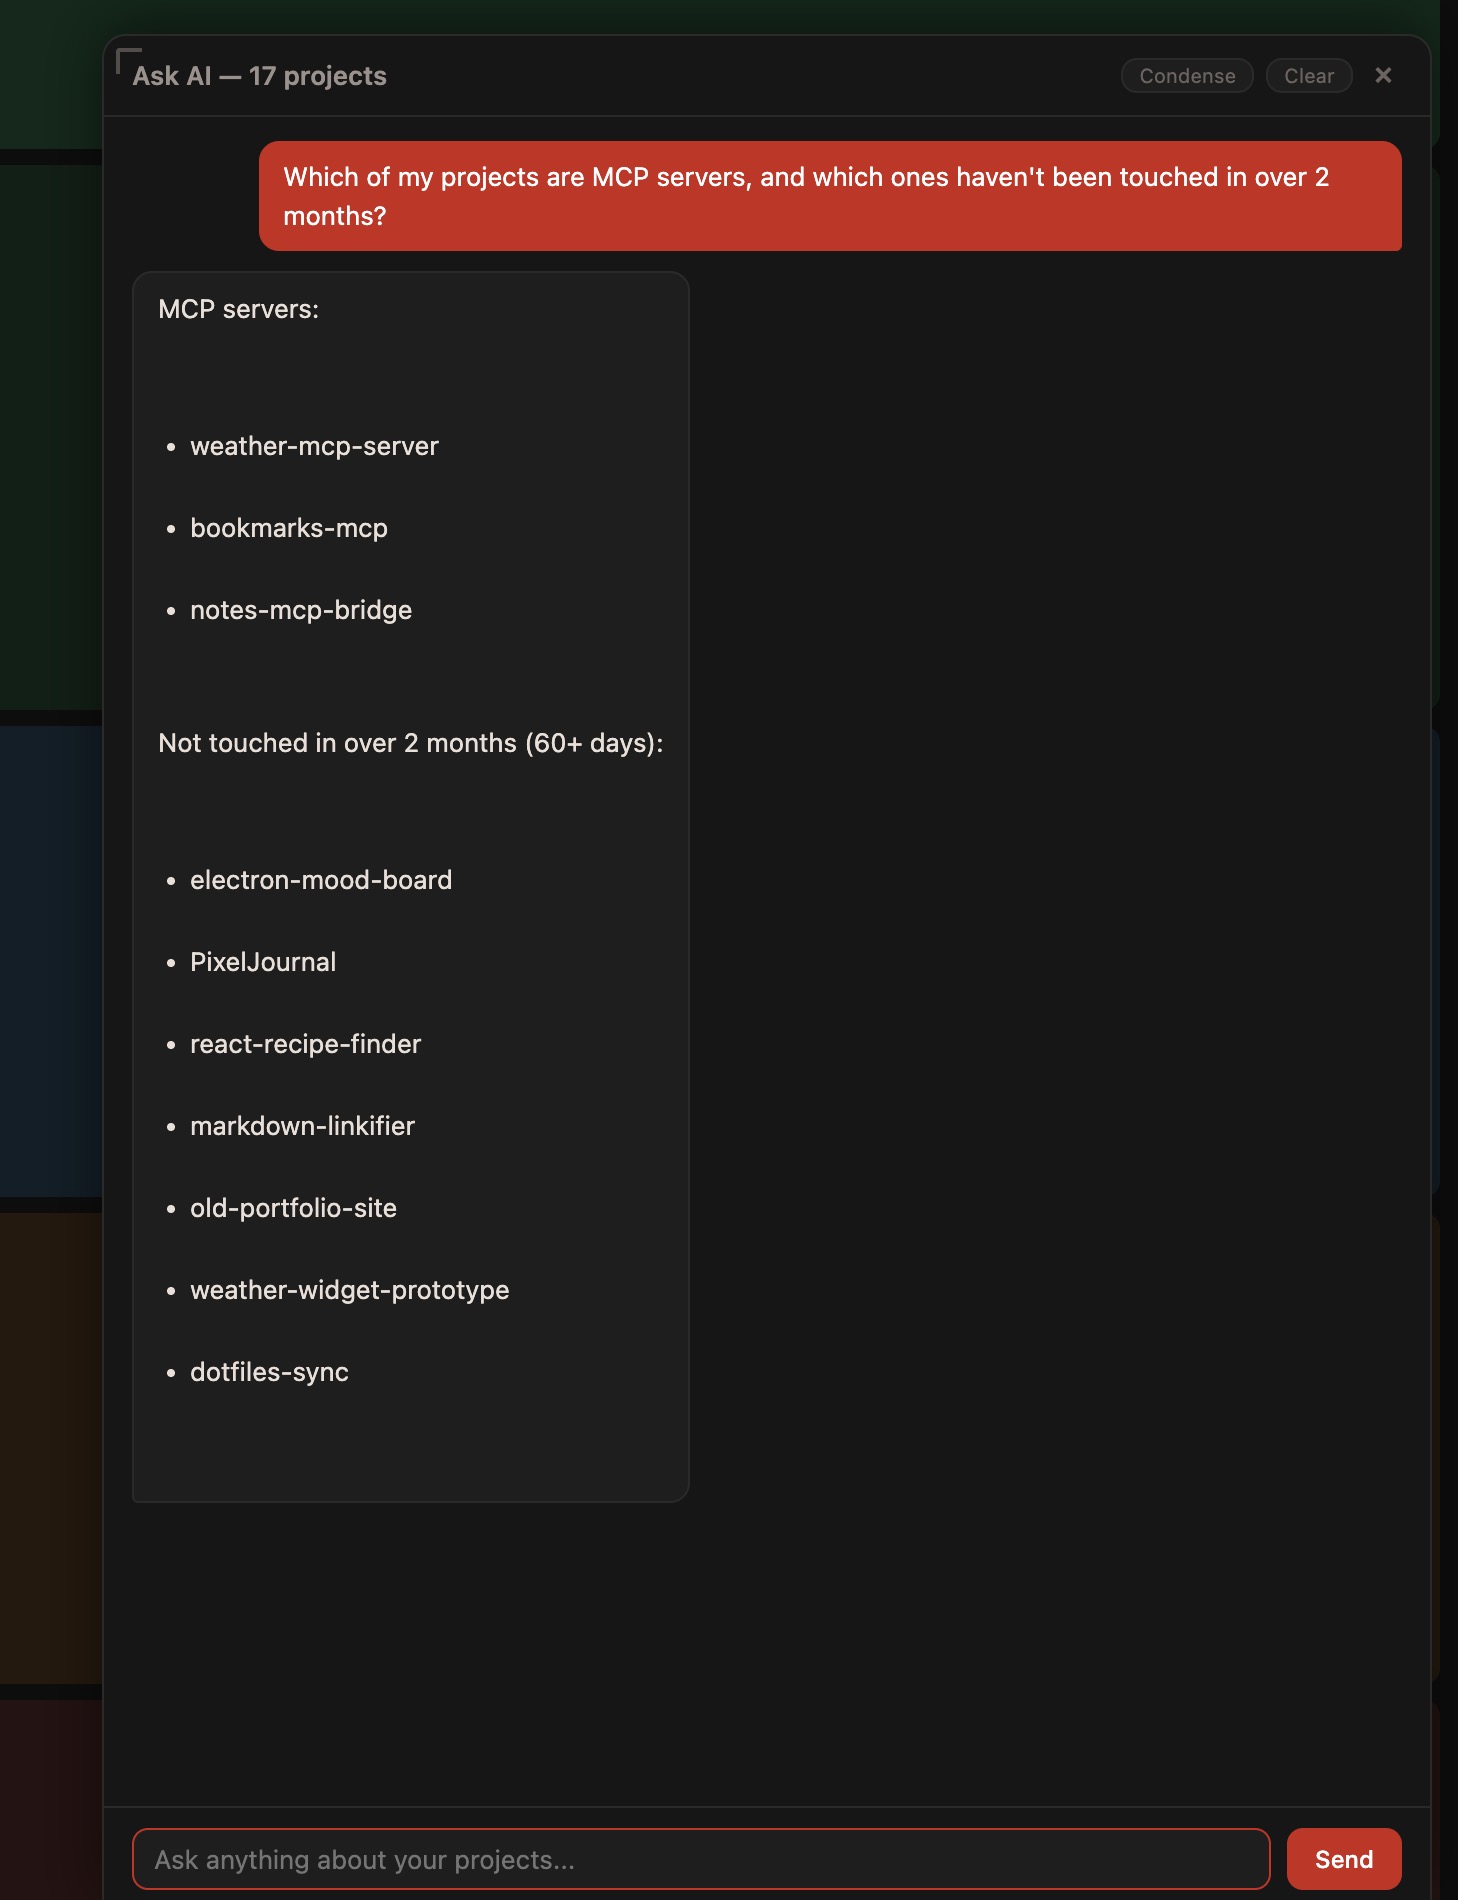 Ask AI — 17 projects
Condense
Clear
×
Which of my projects are MCP servers, and which ones haven't been touched in over 2
months?
MCP servers:
• weather-mcp-server
• bookmarks-mcp
• notes-mcp-bridge
Not touched in over 2 months (60+ days):
• electron-mood-board
• PixelJournal
• react-recipe-finder
• markdown-linkifier
• old-portfolio-site
• weather-widget-prototype
• dotfiles-sync
Ask anything about your projects...
Send